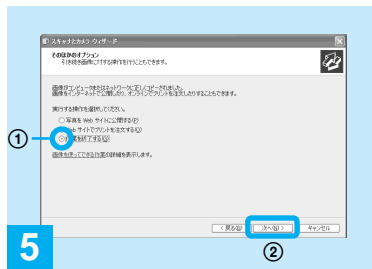 スキャナとカメラ ウィザード
そのほかのオプション
引き続き画像に対する操作を行うこともできます。
画像がコンピュータまたはネットワークに正しくコピーされました。
画像をインターネットで公開したり、オンラインでプリントを注文したりすることもできます。
実行する操作を選択してください。
写真を Web サイトに公開する(P)
Web サイトでプリントを注文する(O)
①
作業を終了する(Q)
画像を使ってできる作業の詳細を表示します。
< 戻る(B)
次へ(N) >
キャンセル
5
②